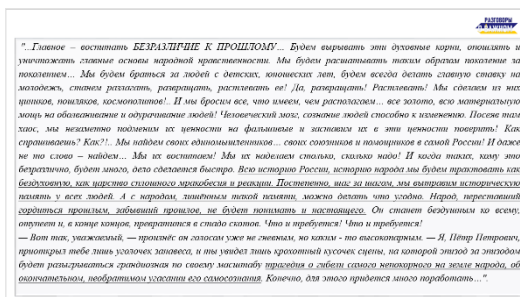 РАЗГОВОРЫ
"...Главное – воспитать БЕЗРАЗЛИЧИЕ К ПРОШЛОМУ... Будем вырывать эти духовные корни, опошлять и
уничтожать главные основы народной нравственности. Мы будем расшатывать таким образом поколение за
поколением... Мы будем браться за людей с детских, юношеских лет, будем всегда делать главную ставку на
молодежь, станем разлагать, развращать, растлевать её! Да, развращать! Растлевать! Мы сделаем из них
циников, пошляков, космополитов!.. И мы бросим все, что имеем, чем располагаем... все золото, всю материальную
мощь на оболванивание и одурачивание людей! Человеческий мозг, сознание людей способно к изменению. Посеяв там
хаос, мы незаметно подменим их ценности на фальшивые и заставим их в эти ценности поверить! Как
спрашиваешь? Как?!.. Мы найдем своих единомышленников... своих союзников и помощников в самой России! И даже
не то слово – найдем... Мы их воспитаем! Мы их наделаем столько, сколько надо! И когда таких, кому это
безразлично, будет много, дело сделается быстро. Всю историю России, историю народа мы будем трактовать как
бездуховную, как царство сплошного мракобесия и реакции. Постепенно, шаг за шагом, мы вытравим историческую
память у всех людей. А с народом, лишённым такой памяти, можно делать что угодно. Народ, переставший
гордиться прошлым, забывший прошлое, не будет понимать и настоящего. Он станет бездушным ко всему,
отупеет и, в конце концов, превратится в стадо скотов. Что и требуется! Что и требуется!
— Вот так, уважаемый, — произнёс он голосом уже не гневным, но каким - то высокопарным. — Я, Пётр Петрович,
приоткрыл тебе лишь уголочек занавеса, и ты увидел лишь крохотный кусочек сцены, на которой эпизод за эпизодом
будет разыгрываться грандиозная по своему масштабу трагедия о гибели самого непокорного на земле народа, об
окончательном, необратимом угасании его самосознания. Конечно, для этого придется много поработать...".